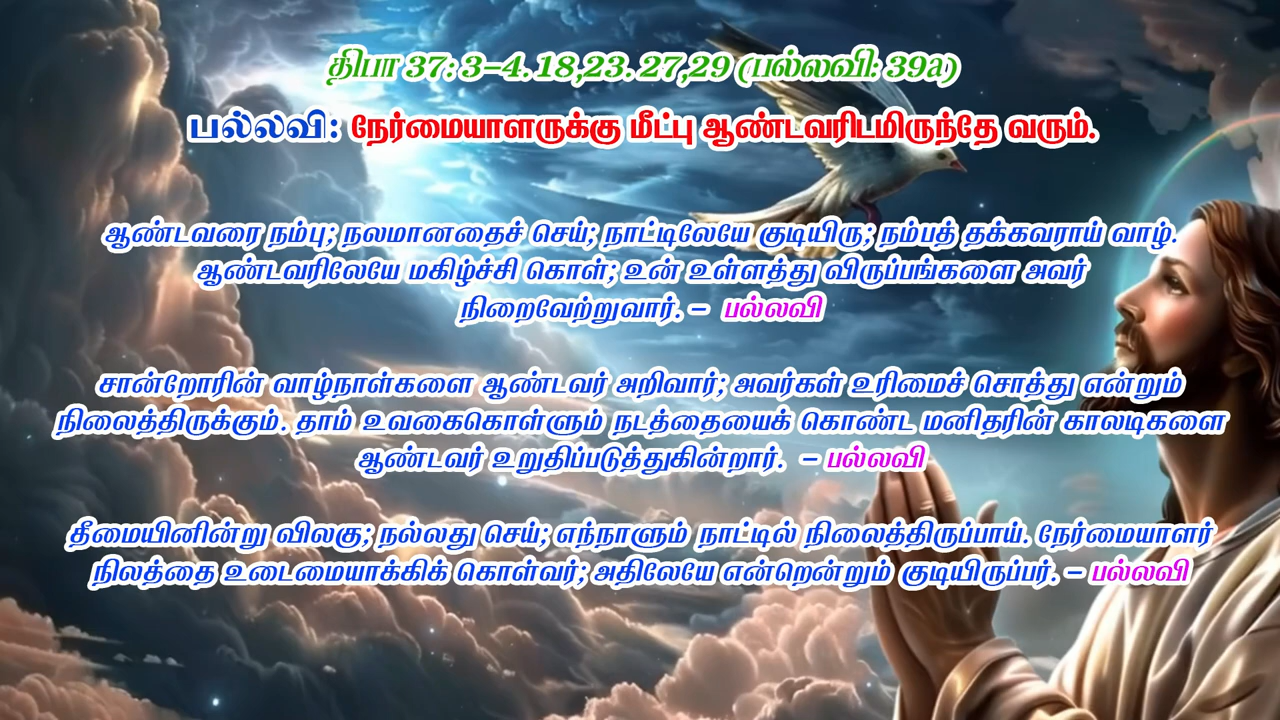 திபா 37: 3-4. 18,23. 27,29 (பல்லவி: 39a)
பல்லவி: நேர்மையாளருக்கு மீட்பு ஆண்டவரிடமிருந்தே வரும்.
ஆண்டவரை நம்பு; நலமானதைச் செய்; நாட்டிலேயே குடியிரு; நம்பத் தக்கவராய் வாழ்.
ஆண்டவரிலேயே மகிழ்ச்சி கொள்; உன் உள்ளத்து விருப்பங்களை அவர்
நிறைவேற்றுவார். – பல்லவி
சான்றோரின் வாழ்நாள்களை ஆண்டவர் அறிவார்; அவர்கள் உரிமைச் சொத்து என்றும்
நிலைத்திருக்கும். தாம் உவகைகொள்ளும் நடத்தையைக் கொண்ட மனிதரின் காலடிகளை
ஆண்டவர் உறுதிப்படுத்துகின்றார். – பல்லவி
தீமையினின்று விலகு; நல்லது செய்; எந்நாளும் நாட்டில் நிலைத்திருப்பாய். நேர்மையாளர்
நிலத்தை உடைமையாக்கிக் கொள்வர்; அதிலேயே என்றென்றும் குடியிருப்பர். – பல்லவி